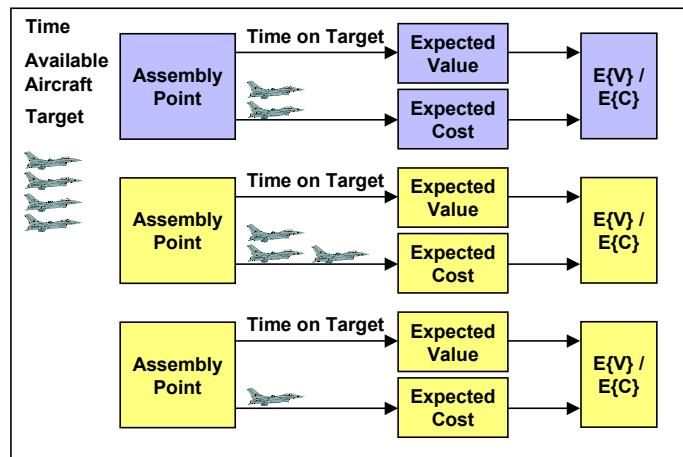 Time
Available
Aircraft
Target
Assembly
Point
Time on Target
Expected
Value
Expected
Cost
E{V} /
E{C}
Assembly
Point
Time on Target
Expected
Value
Expected
Cost
E{V} /
E{C}
Assembly
Point
Time on Target
Expected
Value
Expected
Cost
E{V} /
E{C}